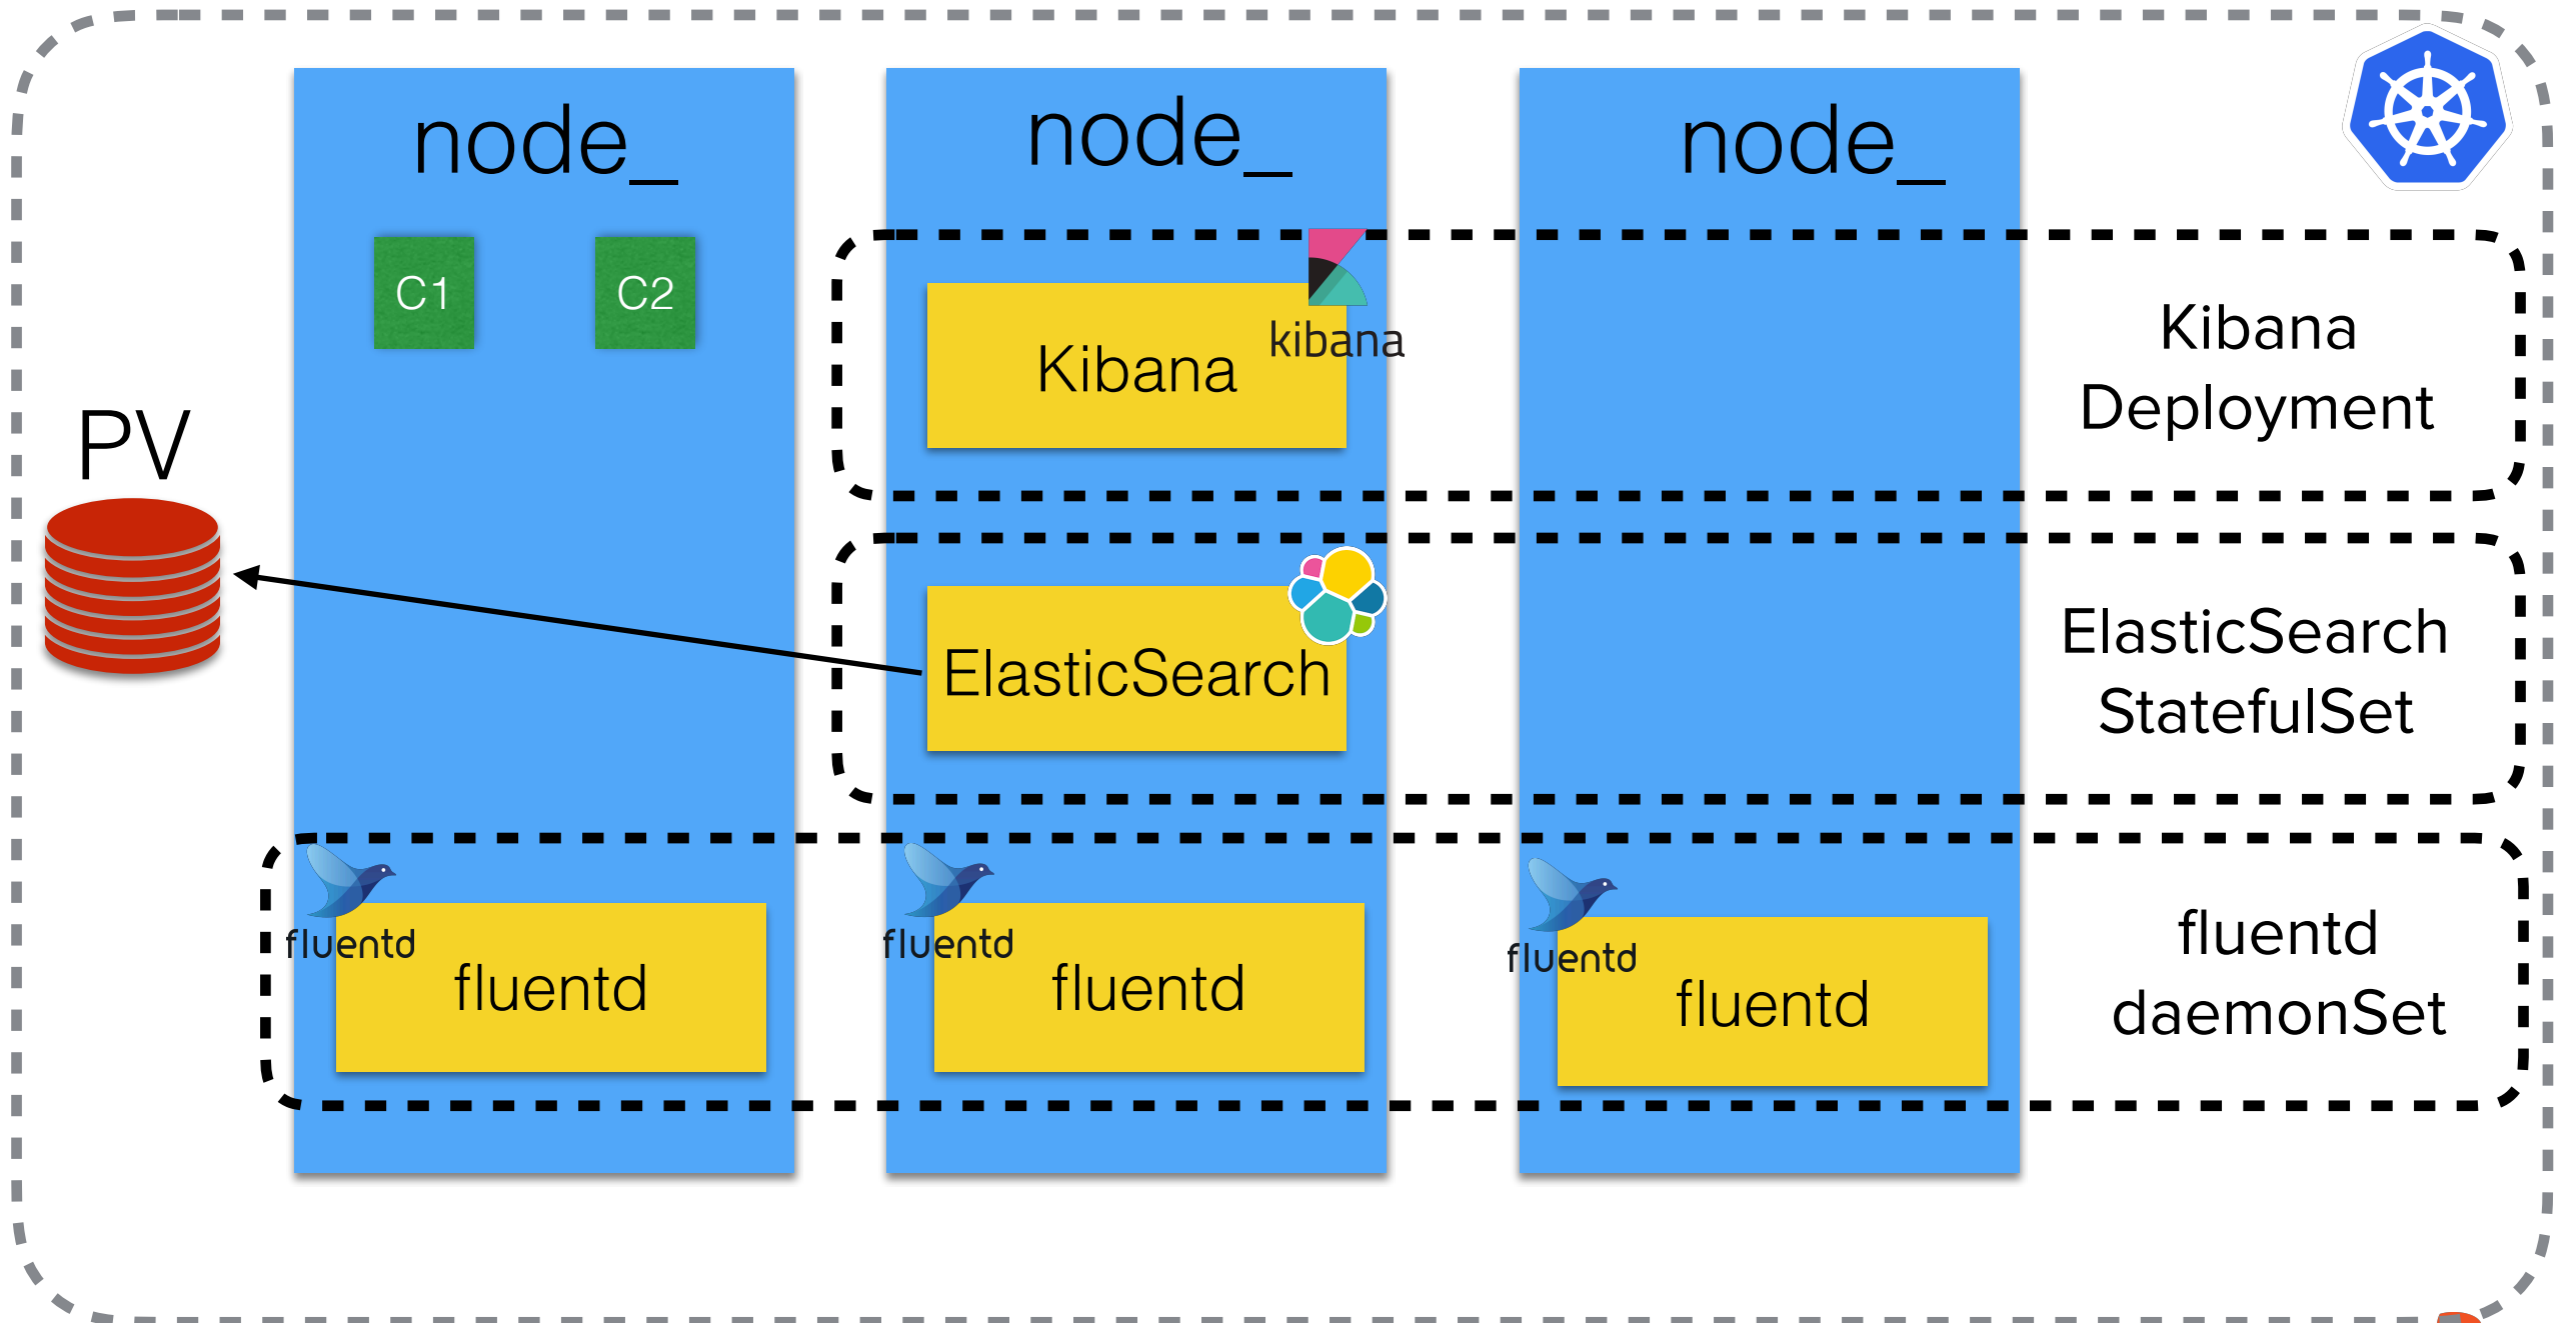 node_
node_
node_
C1
C2
kibana
Kibana
Kibana
Deployment
PV
ElasticSearch
ElasticSearch
StatefulSet
fluentd
fluentd
fluentd
fluentd
fluentd
fluentd
fluentd
daemonSet